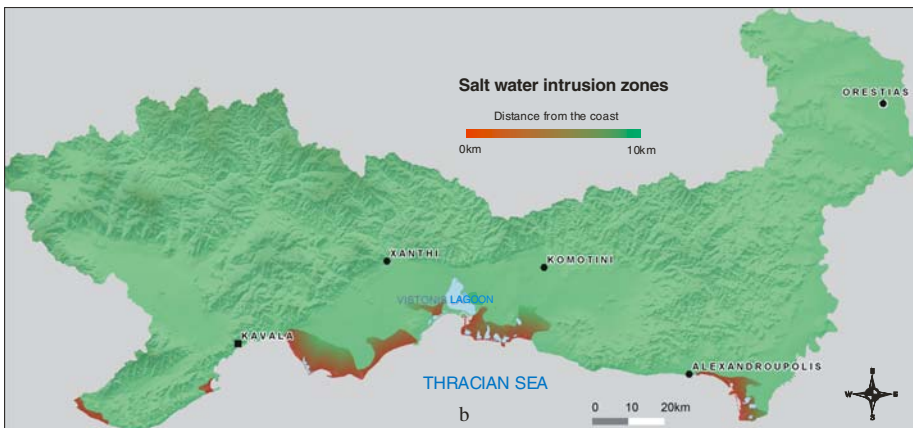 Salt water intrusion zones
Distance from the coast
0km 10km
ORESTIAS
XANTHI
KOMOTINI
VISTONIS LAGOON
KAVALA
ALEXANDROUPOLIS
THRACIAN SEA
b
0 10 20km
W E
S